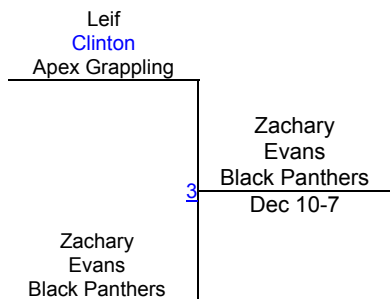 Leif
Clinton
Apex Grappling
Zachary
Evans
Black Panthers
3
Dec 10-7
Zachary
Evans
Black Panthers